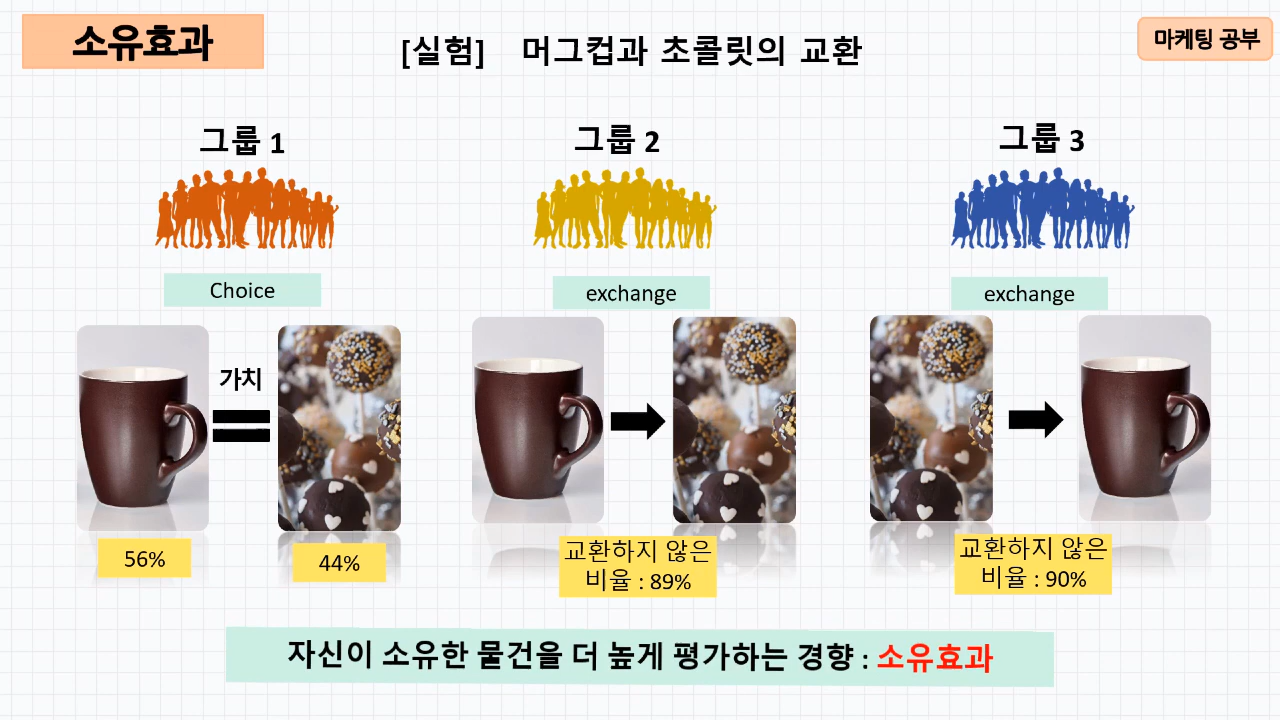 소유효과
[실험] 머그컵과 초콜릿의 교환
마케팅 공부
그룹 1
그룹 2
그룹 3
Choice
exchange
exchange
가치
56%
44%
교환하지 않은
비율 : 89%
교환하지 않은
비율 : 90%
자신이 소유한 물건을 더 높게 평가하는 경향 : 소유효과